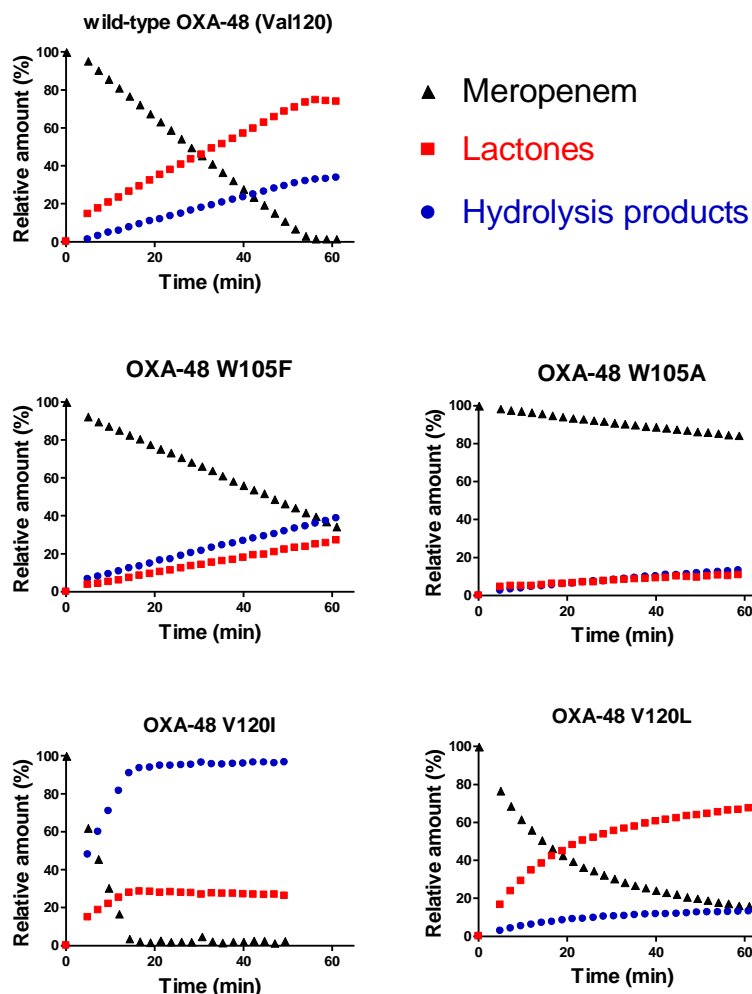 wild-type OXA-48 (Val120)
Relative amount (%)
100
80
60
40
20
0
0 20 40 60
Time (min)
Meropenem
Lactones
Hydrolysis products
OXA-48 W105F
Relative amount (%)
100
80
60
40
20
0
0 20 40 60
Time (min)
OXA-48 W105A
Relative amount (%)
100
80
60
40
20
0
0 20 40 60
Time (min)
OXA-48 V120I
Relative amount (%)
100
80
60
40
20
0
0 20 40 60
Time (min)
OXA-48 V120L
Relative amount (%)
100
80
60
40
20
0
0 20 40 60
Time (min)